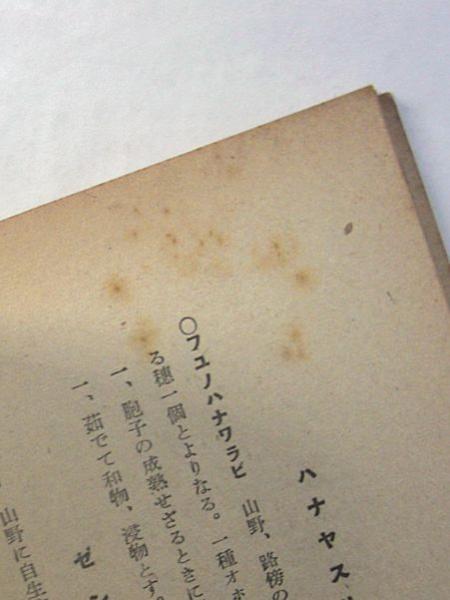 ハナヤス
○フユノハナワラビ 山野、路傍の
る穗一個とよりなる。一種オホ
一、胞子の成熟せざるときに
一、茹でて和物、浸物とす。
ゼン
山野に自生